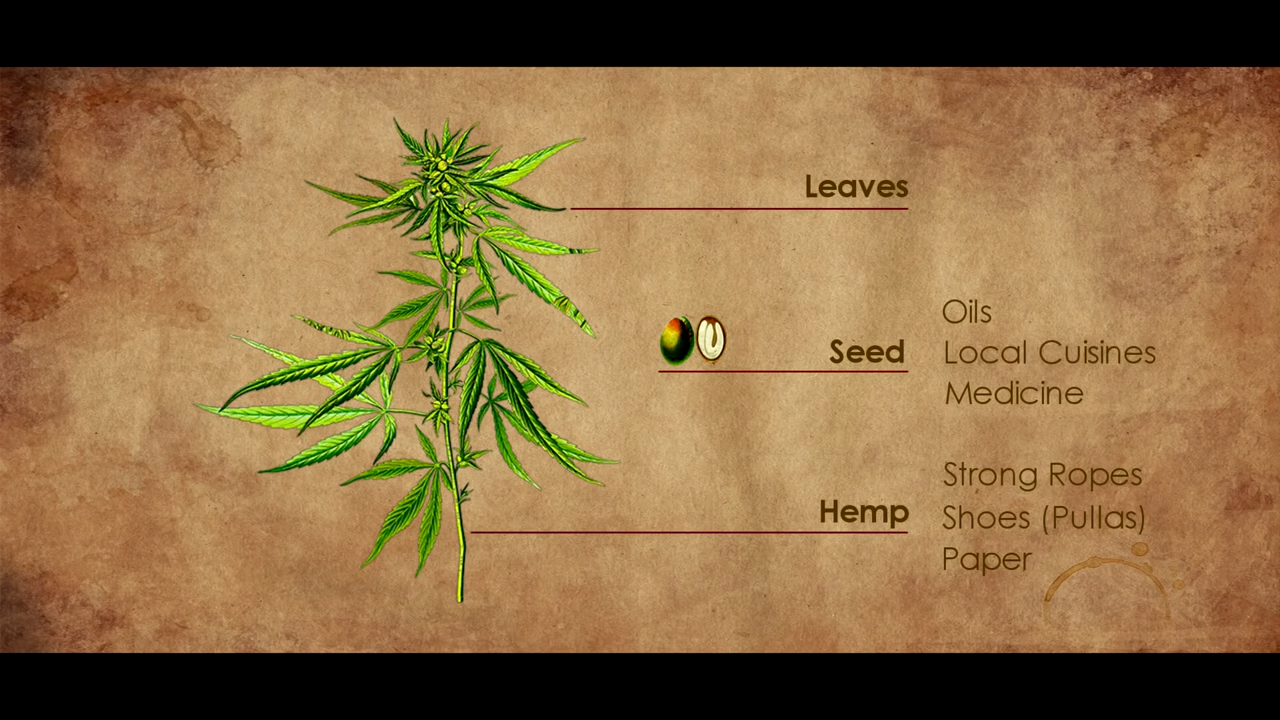 Leaves
Oils
Seed Local Cuisines
Medicine
Strong Ropes
Hemp Shoes (Pullas)
Paper